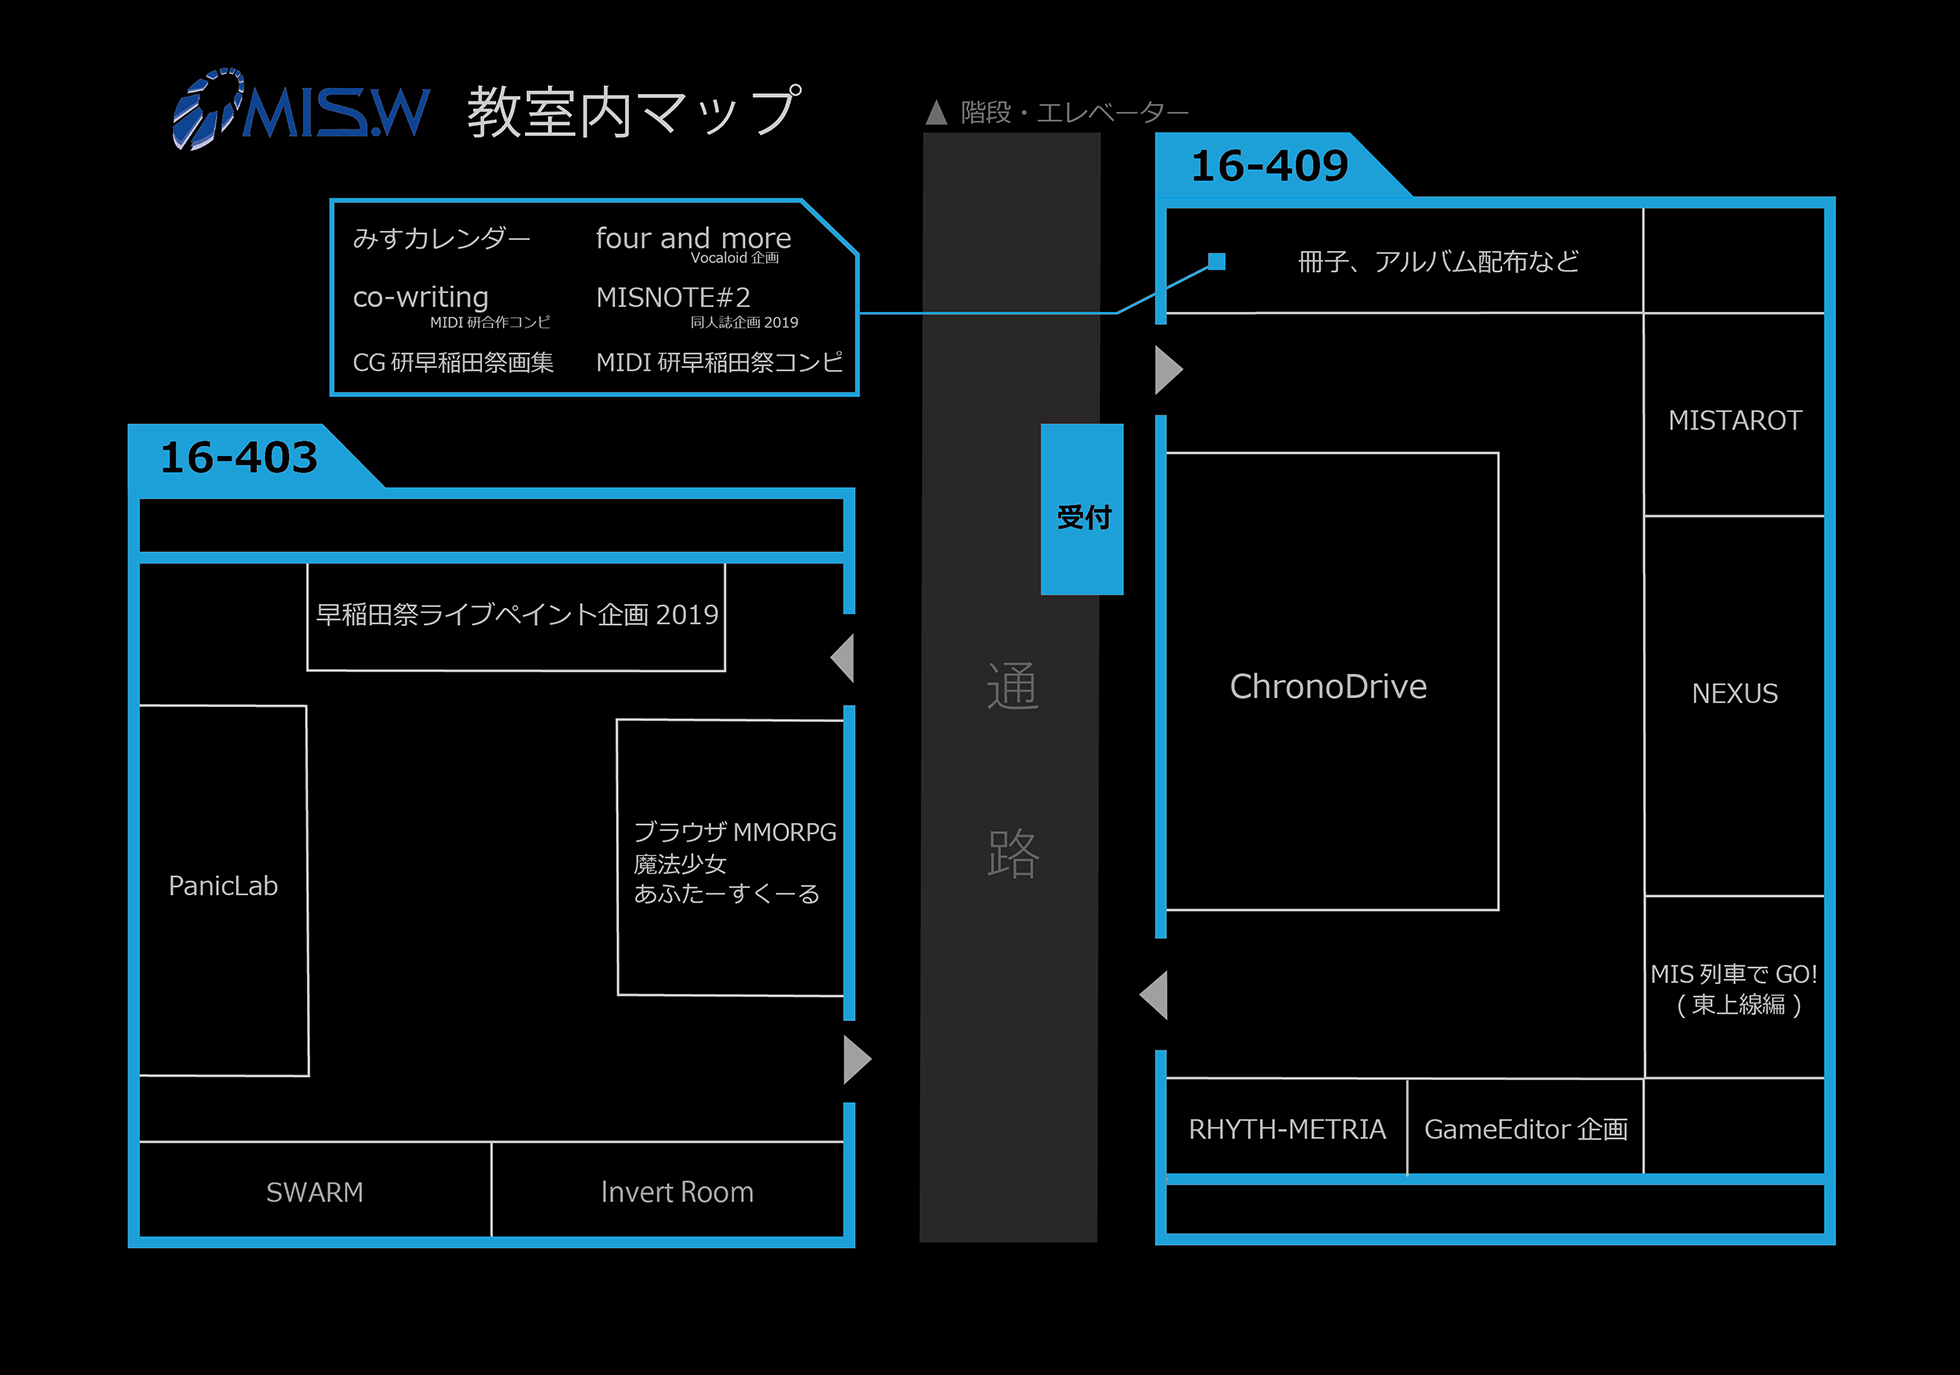 MIS.W 教室内マップ
▲ 階段・エレベーター
16-409
みすカレンダー
four and more
Vocaloid 企画
co-writing
MIDI 研合作コンピ
MISNOTE#2
同人誌企画 2019
CG 研早稲田祭画集
MIDI 研早稲田祭コンピ
冊子、アルバム配布など
MISTAROT
16-403
受付
早稲田祭ライブペイント企画 2019
通路
ChronoDrive
NEXUS
ブラウザ MMORPG
魔法少女
あふたーすくーる
PanicLab
MIS 列車で GO!
( 東上線編 )
RHYTH-METRIA
GameEditor 企画
SWARM
Invert Room